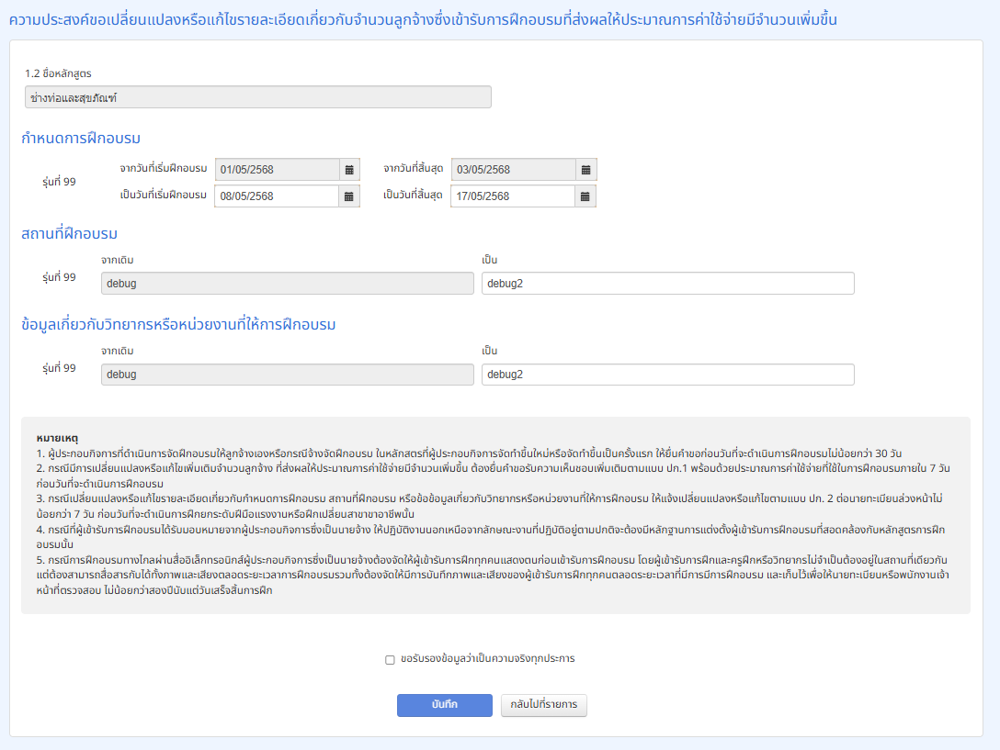 ความประสงค์ขอเปลี่ยนแปลงหรือแก้ไขรายละเอียดเกี่ยวกับจำนวนลูกจ้างซึ่งเข้ารับการฝึกอบรมที่ส่งผลให้ประมาณการค่าใช้จ่ายมีจำนวนเพิ่มขึ้น
1.2 ชื่อหลักสูตร
ช่างท่อและสุขภัณฑ์
กำหนดการฝึกอบรม
รุ่นที่ 99
จากวันที่เริ่มฝึกอบรม 01/05/2568 จากวันที่สิ้นสุด 03/05/2568
เป็นวันที่เริ่มฝึกอบรม 08/05/2568 เป็นวันที่สิ้นสุด 17/05/2568
สถานที่ฝึกอบรม
จากเดิม เป็น
รุ่นที่ 99 debug debug2
ข้อมูลเกี่ยวกับวิทยากรหรือหน่วยงานที่ให้การฝึกอบรม
จากเดิม เป็น
รุ่นที่ 99 debug debug2
หมายเหตุ
1. ผู้ประกอบกิจการที่ดำเนินการจัดฝึกอบรมให้ลูกจ้างเองหรือกรณีจ้างจัดฝึกอบรม ในหลักสตรที่ผู้ประกอบกิจการจัดทำขึ้นใหม่หรือจัดทำขึ้นเป็นครั้งแรก ให้ยื่นคำขอก่อนวันที่จะดำเนินการฝึกอบรมไม่น้อยกว่า 30 วัน
2. กรณีมีการเปลี่ยนแปลงหรือแก้ไขเพิ่มเติมจำนวนลูกจ้าง ที่ส่งผลให้ประมาณการค่าใช้จ่ายมีจำนวนเพิ่มขึ้น ต้องยื่นคำขอรับความเห็นชอบเพิ่มเติมตามแบบ ปก.1 พร้อมด้วยประมาณการค่าใช้จ่ายที่ใช้ในการฝึกอบรมภายใน 7 วัน
ก่อนวันที่จะดำเนินการฝึกอบรม
3. กรณีเปลี่ยนแปลงหรือแก้ไขรายละเอียดเกี่ยวกับกำหนดการฝึกอบรม สถานที่ฝึกอบรม หรือข้อข้อมูลเกี่ยวกับวิทยากรหรือหน่วยงานที่ให้การฝึกอบรม ให้แจ้งเปลี่ยนแปลงหรือแก้ไขตามแบบ ปก. 2 ต่อนายทะเบียนล่วงหน้าไม่
น้อยกว่า 7 วัน ก่อนวันที่จะดำเนินการฝึกยกระดับฝีมือแรงงานหรือฝึกเปลี่ยนสาขาอาชีพนั้น
4. กรณีที่ผู้เข้ารับการฝึกอบรมได้รับมอบหมายจากผู้ประกอบกิจการซึ่งเป็นนายจ้าง ให้ปฏิบัติงานนอกเหนือจากลักษณะงานที่ปฏิบัติอยู่ตามปกติจะต้องมีหลักฐานการแต่งตั้งผู้เข้ารับการฝึกอบรมที่สอดคล้องกับหลักสูตรการฝึก
อบรมนั้น
5. กรณีการฝึกอบรมทางไกลผ่านสื่ออิเล็กทรอนิกส์ผู้ประกอบกิจการซึ่งเป็นนายจ้างต้องจัดให้ผู้เข้ารับการฝึกทุกคนแสดงตนก่อนเข้ารับการฝึกอบรม โดยผู้เข้ารับการฝึกและครูฝึกหรือวิทยากรไม่จำเป็นต้องอยู่ในสถานที่เดียวกัน
แต่ต้องสามารถสื่อสารกับได้ทั้งภาพและเสียงตลอดระยะเวลาการฝึกอบรมรวมทั้งต้องจัดให้มีการบันทึกภาพและเสียงของผู้เข้ารับการฝึกทุกคนตลอดระยะเวลาที่มีการมีการฝึกอบรม และเก็บไว้เพื่อให้นายทะเบียนหรือพนักงานเจ้า
หน้าที่ตรวจสอบ ไม่น้อยกว่าสองปีนับแต่วันเสร็จสิ้นการฝึก
ขอรับรองข้อมูลว่าเป็นความจริงทุกประการ
บันทึก กลับไปที่รายการ